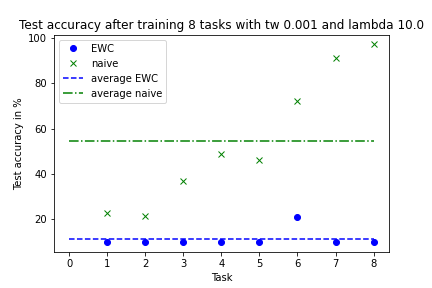 Test accuracy after training 8 tasks with tw 0.001 and lambda 10.0
100
80
60
40
20
Test accuracy in %
EWC
naive
average EWC
average naive
0 1 2 3 4 5 6 7 8
Task